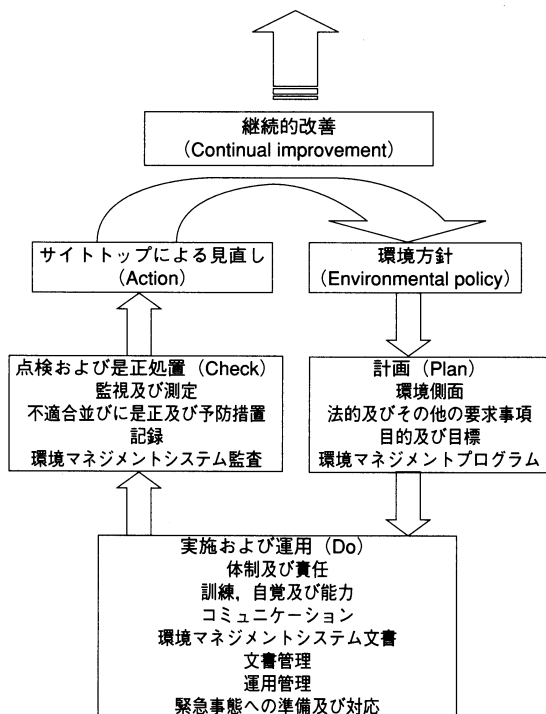 継続的改善
（Continual improvement）
サイトトップによる見直し
（Action）
環境方針
（Environmental policy）
点検および是正処置（Check）
監視及び測定
不適合並びに是正及び予防措置
記録
環境マネジメントシステム監査
計画（Plan）
環境側面
法的及びその他の要求事項
目的及び目標
環境マネジメントプログラム
実施および運用（Do）
体制及び責任
訓練，自覚及び能力
コミュニケーション
環境マネジメントシステム文書
文書管理
運用管理
緊急事態への準備及び対応